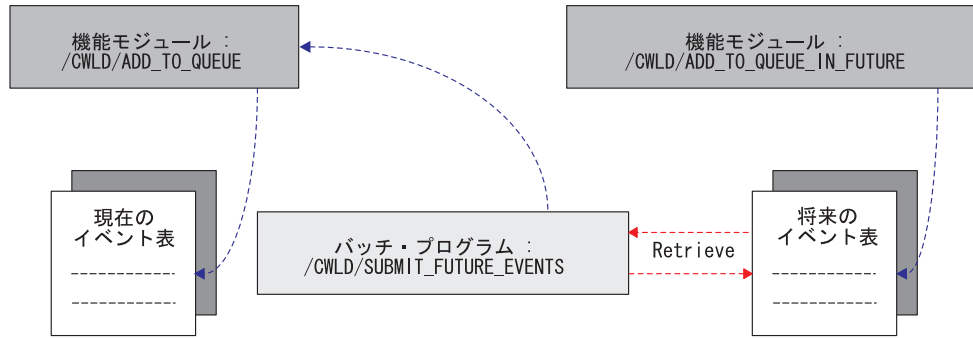 機能モジュール :
/CWLD/ADD_TO_QUEUE
機能モジュール :
/CWLD/ADD_TO_QUEUE_IN_FUTURE
現在の
イベント表
バッチ・プログラム :
/CWLD/SUBMIT_FUTURE_EVENTS
Retrieve
将来の
イベント表